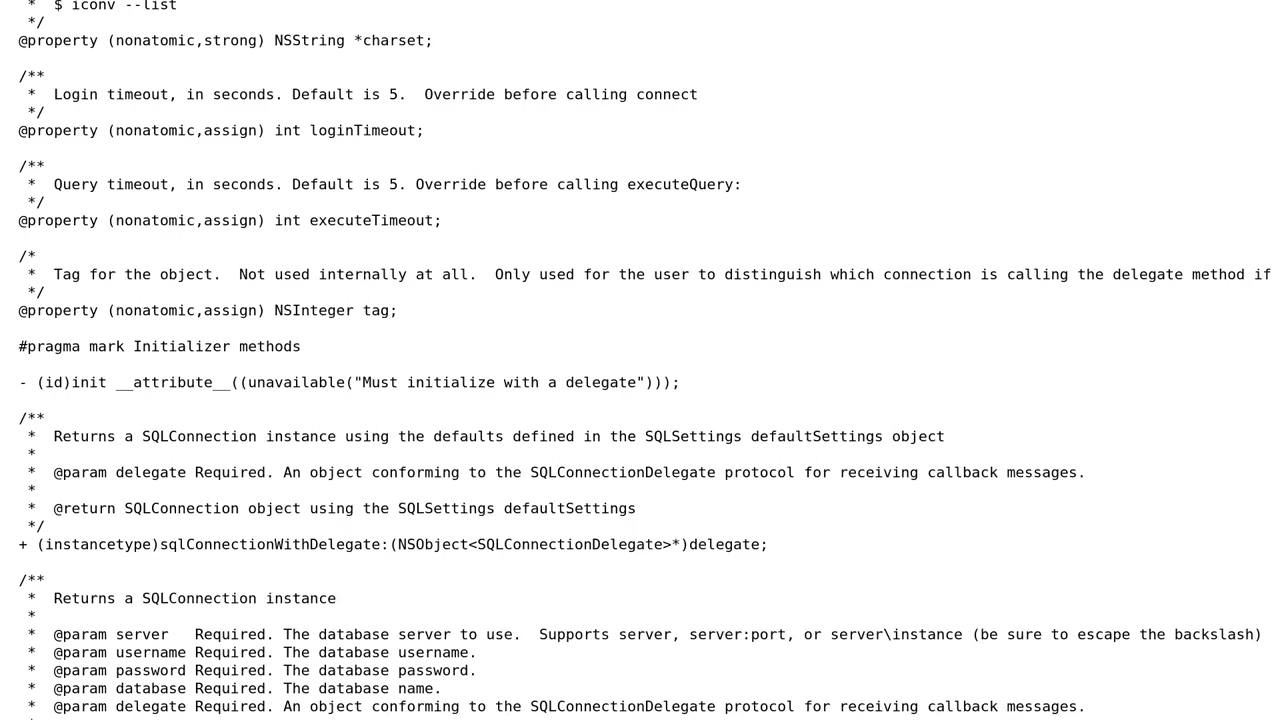 *  $ iconv --list
 */
@property (nonatomic,strong) NSString *charset;

/**
 *  Login timeout, in seconds. Default is 5.  Override before calling connect
 */
@property (nonatomic,assign) int loginTimeout;

/**
 *  Query timeout, in seconds. Default is 5. Override before calling executeQuery:
 */
@property (nonatomic,assign) int executeTimeout;

/*
 *  Tag for the object.  Not used internally at all.  Only used for the user to distinguish which connection is calling the delegate method if
 */
@property (nonatomic,assign) NSInteger tag;

#pragma mark Initializer methods

- (id)init __attribute__((unavailable("Must initialize with a delegate")));

/**
 *  Returns a SQLConnection instance using the defaults defined in the SQLSettings defaultSettings object
 *
 *  @param delegate Required. An object conforming to the SQLConnectionDelegate protocol for receiving callback messages.
 *
 *  @return SQLConnection object using the SQLSettings defaultSettings
 */
+ (instancetype)sqlConnectionWithDelegate:(NSObject<SQLConnectionDelegate>*)delegate;

/**
 *  Returns a SQLConnection instance
 *
 *  @param server   Required. The database server to use.  Supports server, server:port, or server\instance (be sure to escape the backslash)
 *  @param username Required. The database username.
 *  @param password Required. The database password.
 *  @param database Required. The database name.
 *  @param delegate Required. An object conforming to the SQLConnectionDelegate protocol for receiving callback messages.